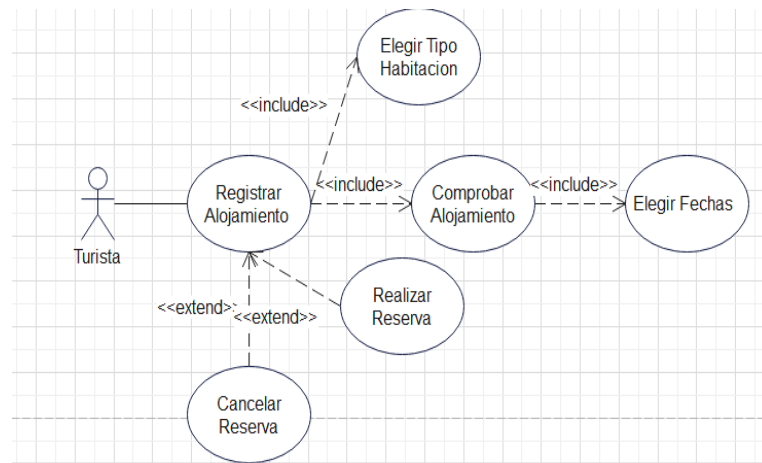 Elegir Tipo
Habitacion
<<include>>
Registrar
Alojamiento
<<include>>
Comprobar
Alojamiento
<<include>>
Elegir Fechas
Turista
Realizar
Reserva
<<extend>
<<extend>>
Cancelar
Reserva